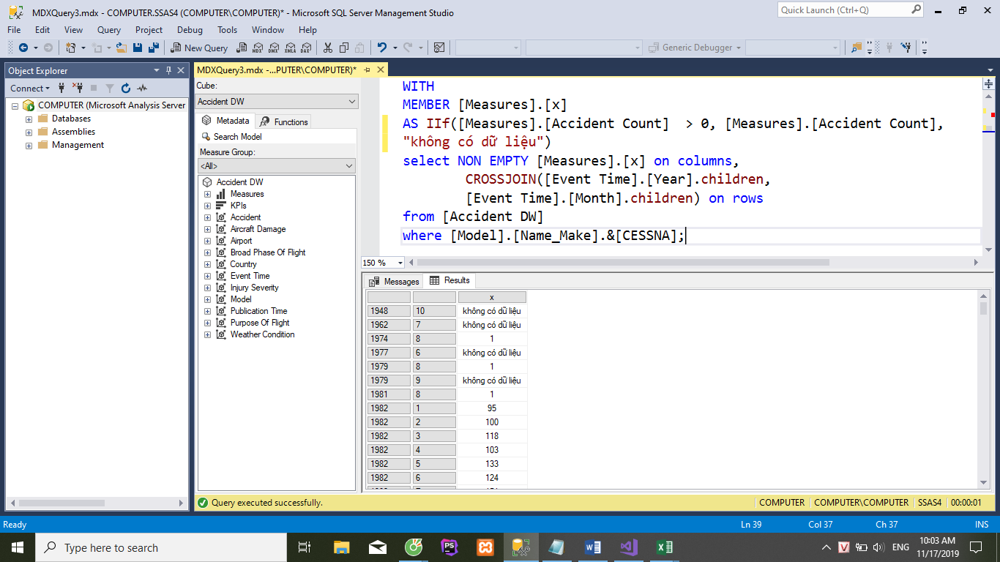 MDXQuery3.mdx - COMPUTER.SSAS4 (COMPUTER\COMPUTER)* - Microsoft SQL Server Management Studio
Quick Launch (Ctrl+Q)
File Edit View Query Project Debug Tools Window Help
New Query MDX DMX XMLA DAX Generic Debugger
Object Explorer
Connect
COMPUTER (Microsoft Analysis Server
Databases
Assemblies
Management
MDXQuery3.mdx -...PUTER\COMPUTER)*
Cube:
Accident DW
Metadata Functions
Search Model
Measure Group:
<All>
Accident DW
Measures
KPIs
Accident
Aircraft Damage
Airport
Broad Phase Of Flight
Country
Event Time
Injury Severity
Model
Publication Time
Purpose Of Flight
Weather Condition
WITH
MEMBER [Measures].[x]
AS IIf([Measures].[Accident Count]  > 0, [Measures].[Accident Count],
"không có dữ liệu")
select NON EMPTY [Measures].[x] on columns,
CROSSJOIN([Event Time].[Year].children,
[Event Time].[Month].children) on rows
from [Accident DW]
where [Model].[Name_Make].&[CESSNA];
150 %
Messages Results
x
1948 10 không có dữ liệu
1962 7 không có dữ liệu
1974 8 1
1977 6 không có dữ liệu
1979 8 1
1979 9 không có dữ liệu
1981 8 1
1982 1 95
1982 2 100
1982 3 118
1982 4 103
1982 5 133
1982 6 124
Query executed successfully.
COMPUTER COMPUTER\COMPUTER SSAS4 00:00:01
Ready Ln 39 Col 37 Ch 37 INS
Type here to search
PS
V
ENG
10:03 AM
11/17/2019